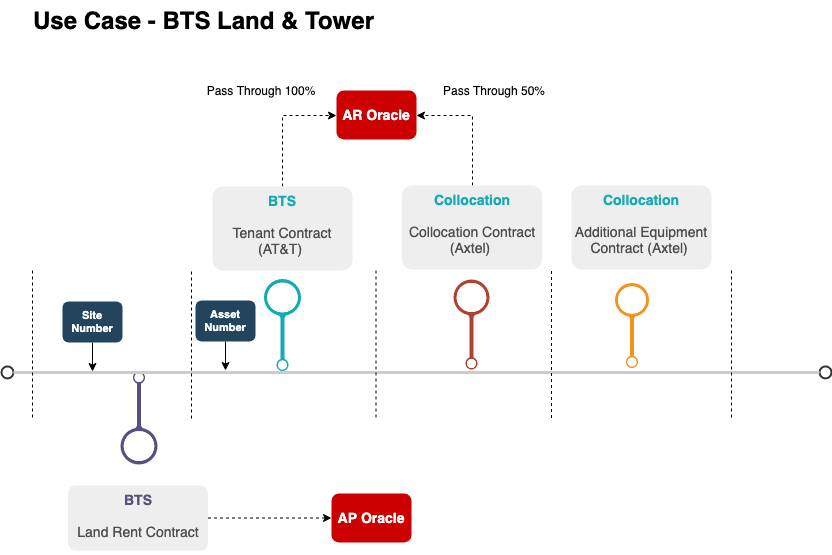 Use Case - BTS Land & Tower
Pass Through 100%
Pass Through 50%
AR Oracle
BTS
Tenant Contract
(AT&T)
Collocation
Collocation Contract
(Axtel)
Collocation
Additional Equipment
Contract (Axtel)
Site
Number
Asset
Number
BTS
Land Rent Contract
AP Oracle